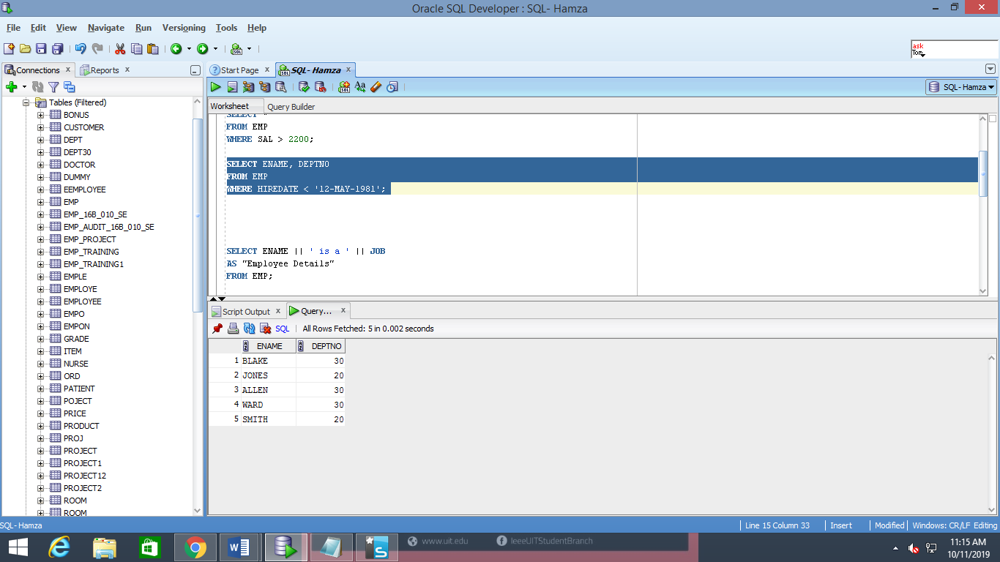 Oracle SQL Developer : SQL- Hamza
File Edit View Navigate Run Versioning Tools Help
ask
Tom
Connections x Reports x
Start Page x SQL- Hamza x
SQL- Hamza
Worksheet Query Builder
Tables (Filtered)
BONUS
CUSTOMER
DEPT
DEPT30
DOCTOR
DUMMY
EEMPLOYEE
EMP
EMP_16B_010_SE
EMP_AUDIT_16B_010_SE
EMP_PROJECT
EMP_TRAINING
EMP_TRAINING1
EMPLE
EMPLOYE
EMPLOYEE
EMPO
EMPON
GRADE
ITEM
NURSE
ORD
PATIENT
POJECT
PRICE
PRODUCT
PROJ
PROJECT
PROJECT1
PROJECT12
PROJECT2
ROOM
ROOM
SELECT *
FROM EMP
WHERE SAL > 2200;
SELECT ENAME, DEPTNO
FROM EMP
WHERE HIREDATE < '12-MAY-1981';
SELECT ENAME || ' is a ' || JOB
AS "Employee Details"
FROM EMP;
Script Output x Query... x
SQL | All Rows Fetched: 5 in 0.002 seconds
ENAME DEPTNO
1 BLAKE 30
2 JONES 20
3 ALLEN 30
4 WARD 30
5 SMITH 20
SQL- Hamza
Line 15 Column 33 Insert Modified Windows: CR/LF Editing
www.uit.edu IeeeUITStudentBranch
11:15 AM
10/11/2019